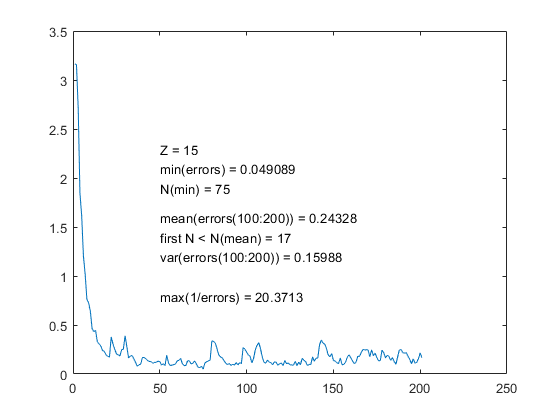 3.5
3
2.5
2
1.5
1
0.5
0
Z = 15
min(errors) = 0.049089
N(min) = 75
mean(errors(100:200)) = 0.24328
first N < N(mean) = 17
var(errors(100:200)) = 0.15988
max(1/errors) = 20.3713
0 50 100 150 200 250